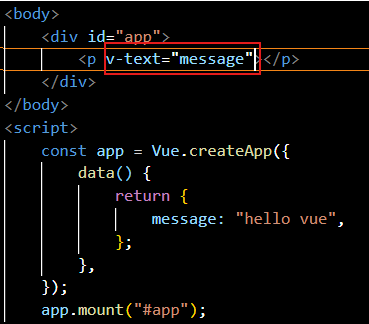 <body>
<div id="app">
<p v-text="message"></p>
</div>
</body>
<script>
const app = Vue.createApp({
data() {
return {
message: "hello vue",
};
},
});
app.mount("#app");